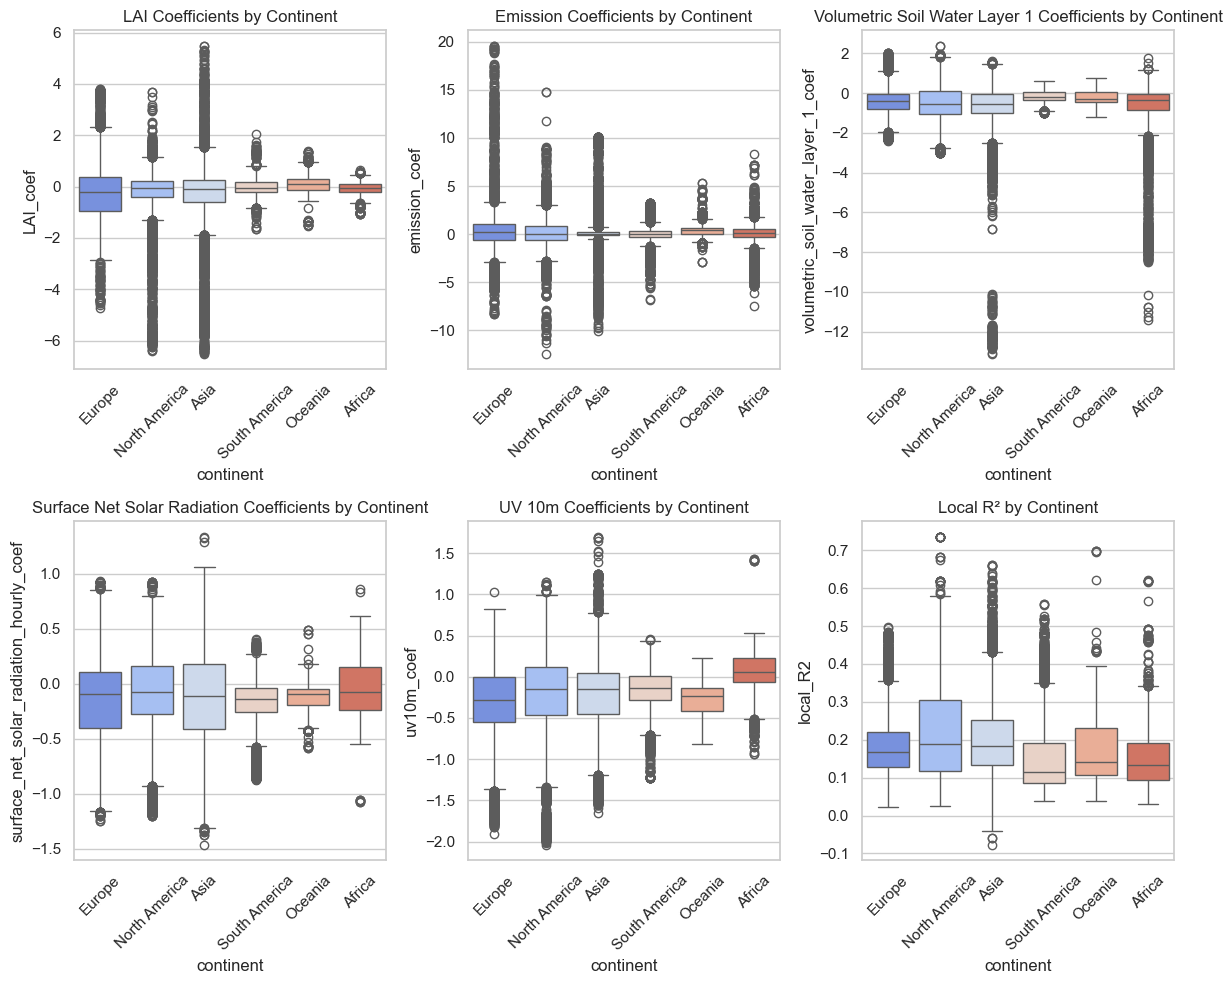 LAI Coefficients by Continent
6
4
2
0
−2
−4
−6
LAI_coef
Europe
North America
Asia
South America
Oceania
Africa
continent
Emission Coefficients by Continent
20
15
10
5
0
−5
−10
emission_coef
Europe
North America
Asia
South America
Oceania
Africa
continent
Volumetric Soil Water Layer 1 Coefficients by Continent
2
0
−2
−4
−6
−8
−10
−12
volumetric_soil_water_layer_1_coef
Europe
North America
Asia
South America
Oceania
Africa
continent
Surface Net Solar Radiation Coefficients by Continent
1.0
0.5
0.0
−0.5
−1.0
−1.5
surface_net_solar_radiation_hourly_coef
Europe
North America
Asia
South America
Oceania
Africa
continent
UV 10m Coefficients by Continent
1.5
1.0
0.5
0.0
−0.5
−1.0
−1.5
−2.0
uv10m_coef
Europe
North America
Asia
South America
Oceania
Africa
continent
Local R² by Continent
0.7
0.6
0.5
0.4
0.3
0.2
0.1
0.0
−0.1
local_R2
Europe
North America
Asia
South America
Oceania
Africa
continent